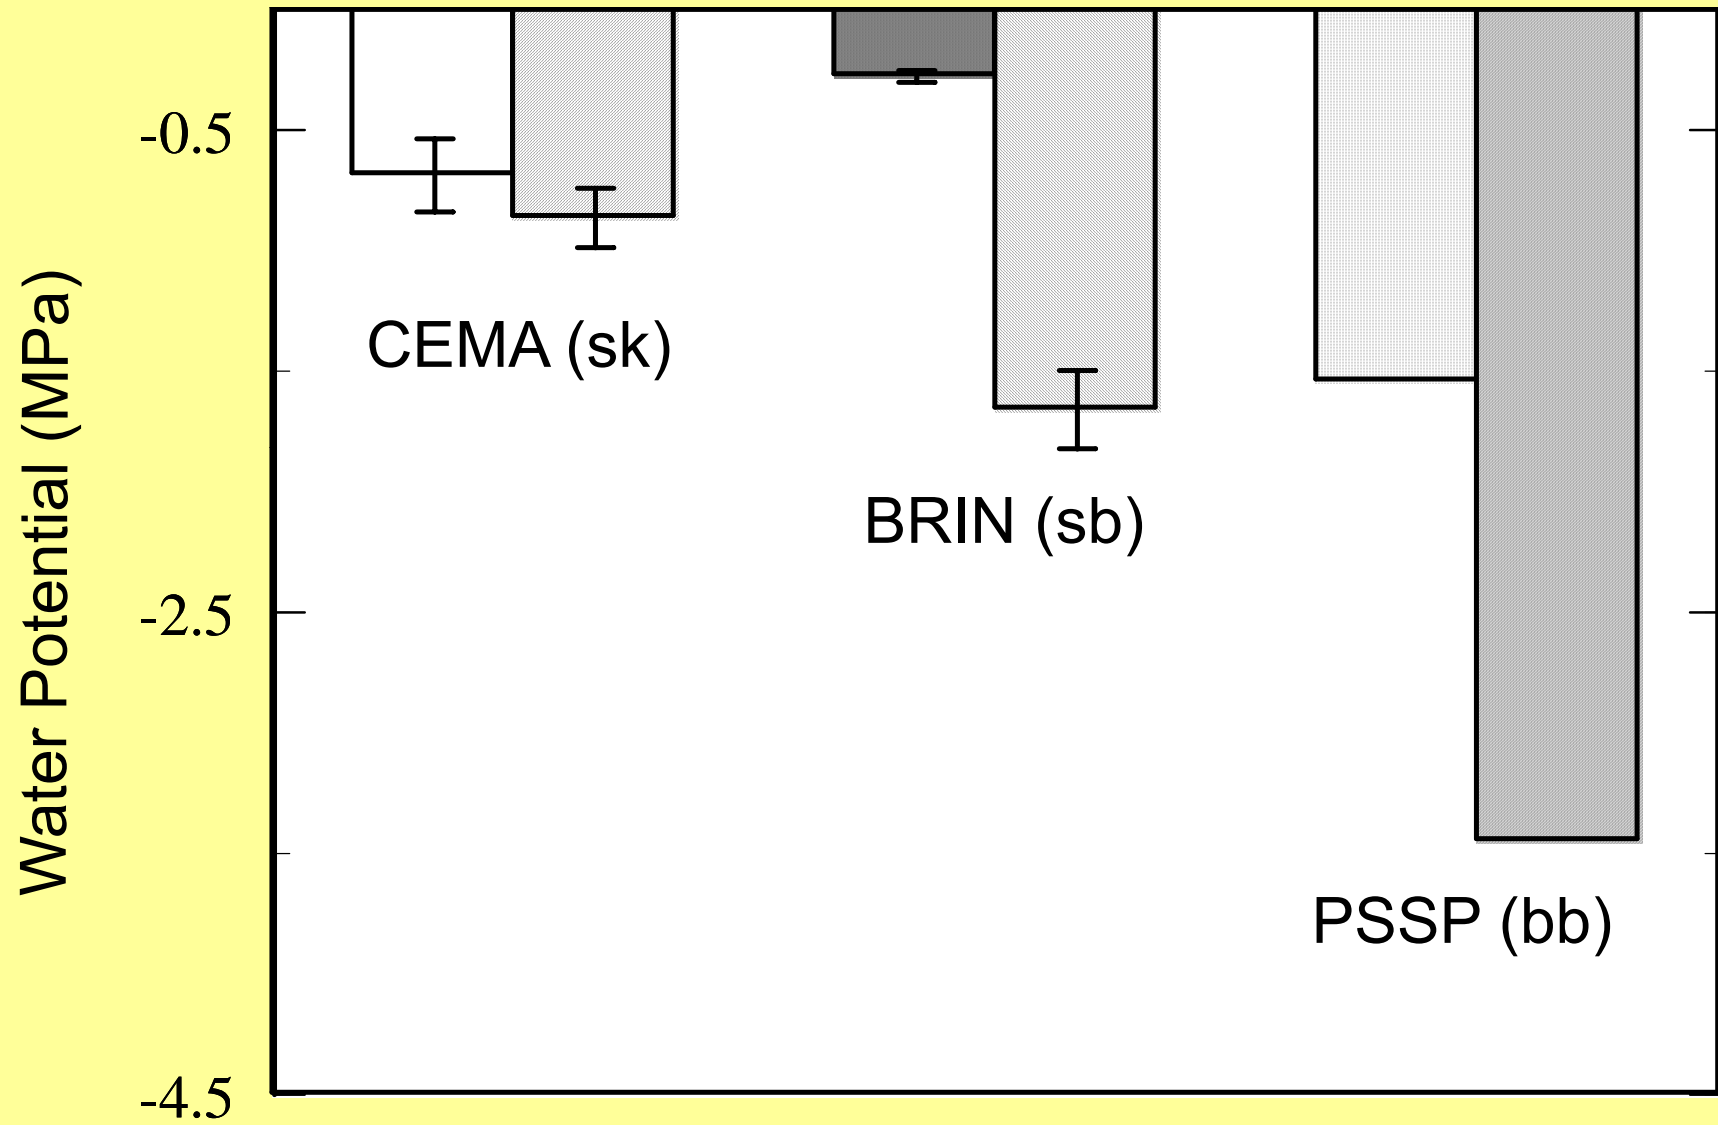 Water Potential (MPa)
-0.5
-2.5
-4.5
CEMA (sk)
BRIN (sb)
PSSP (bb)